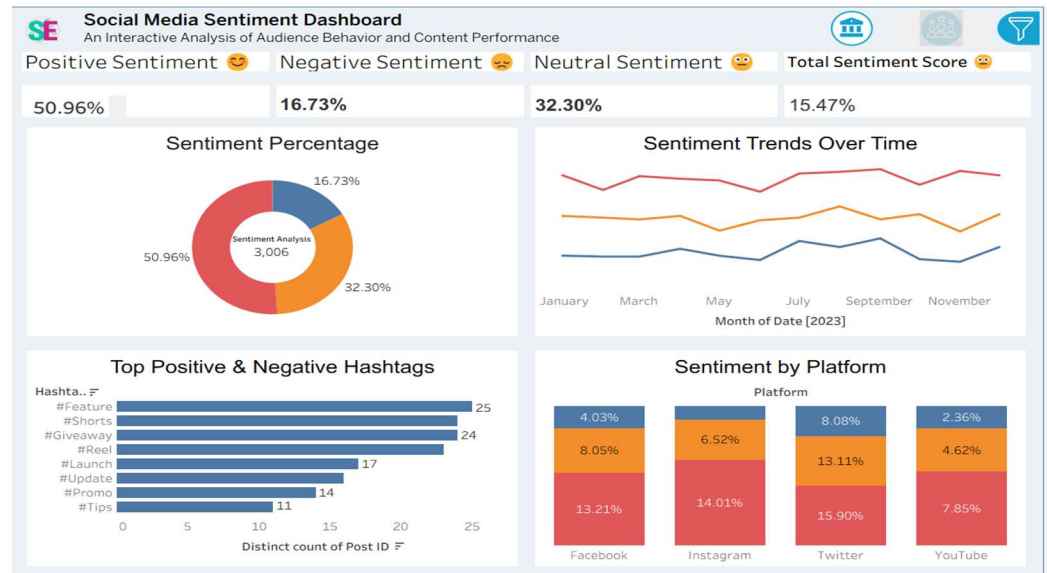 SE
Social Media Sentiment Dashboard
An Interactive Analysis of Audience Behavior and Content Performance
Positive Sentiment 😊 Negative Sentiment 😞 Neutral Sentiment 😐 Total Sentiment Score 😐
50.96% 16.73% 32.30% 15.47%
Sentiment Percentage
16.73%
Sentiment Analysis
3,006
50.96%
32.30%
Sentiment Trends Over Time
January March May July September November
Month of Date [2023]
Top Positive & Negative Hashtags
Hashta..
#Feature 25
#Shorts
#Giveaway 24
#Reel
#Launch 17
#Update
#Promo 14
#Tips 11
0 5 10 15 20 25
Distinct count of Post ID
Sentiment by Platform
Platform
4.03% 8.08% 2.36%
8.05% 6.52% 13.11% 4.62%
13.21% 14.01% 15.90% 7.85%
Facebook Instagram Twitter YouTube